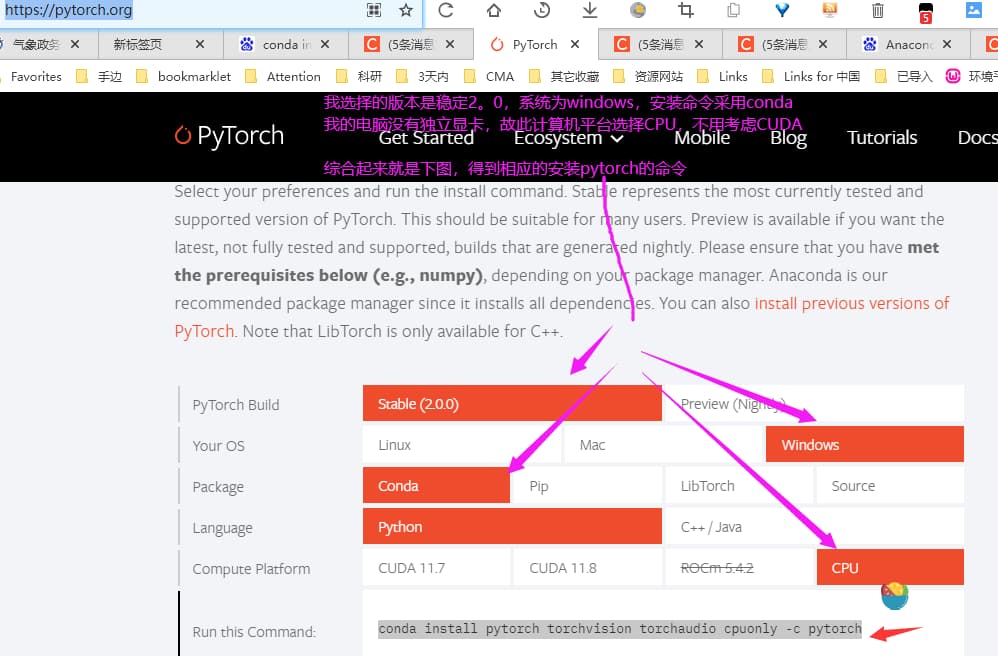 https://pytorch.org
5
气象政务 × 新标签页 × conda in × (5条消息 × PyTorch × (5条消息 × (5条消息 × Anacon ×
Favorites 手边 bookmarklet Attention 科研 3天内 CMA 其它收藏 资源网站 Links Links for 中国 已导入 环境
我选择的版本是稳定2。0，系统为windows，安装命令采用conda
我的电脑没有独立显卡，故此计算机平台选择CPU，不用考虑CUDA
PyTorch Get Started Ecosystem Mobile Blog Tutorials Docs
综合起来就是下图，得到相应的安装pytorch的命令
Select your preferences and run the install command. Stable represents the most currently tested and
supported version of PyTorch. This should be suitable for many users. Preview is available if you want the
latest, not fully tested and supported, builds that are generated nightly. Please ensure that you have met
the prerequisites below (e.g., numpy), depending on your package manager. Anaconda is our
recommended package manager since it installs all dependencies. You can also install previous versions of
PyTorch. Note that LibTorch is only available for C++.
PyTorch Build Stable (2.0.0) Preview (Nightly)
Your OS Linux Mac Windows
Package Conda Pip LibTorch Source
Language Python C++ / Java
Compute Platform CUDA 11.7 CUDA 11.8 ROCm 5.4.2 CPU
Run this Command: conda install pytorch torchvision torchaudio cpuonly -c pytorch